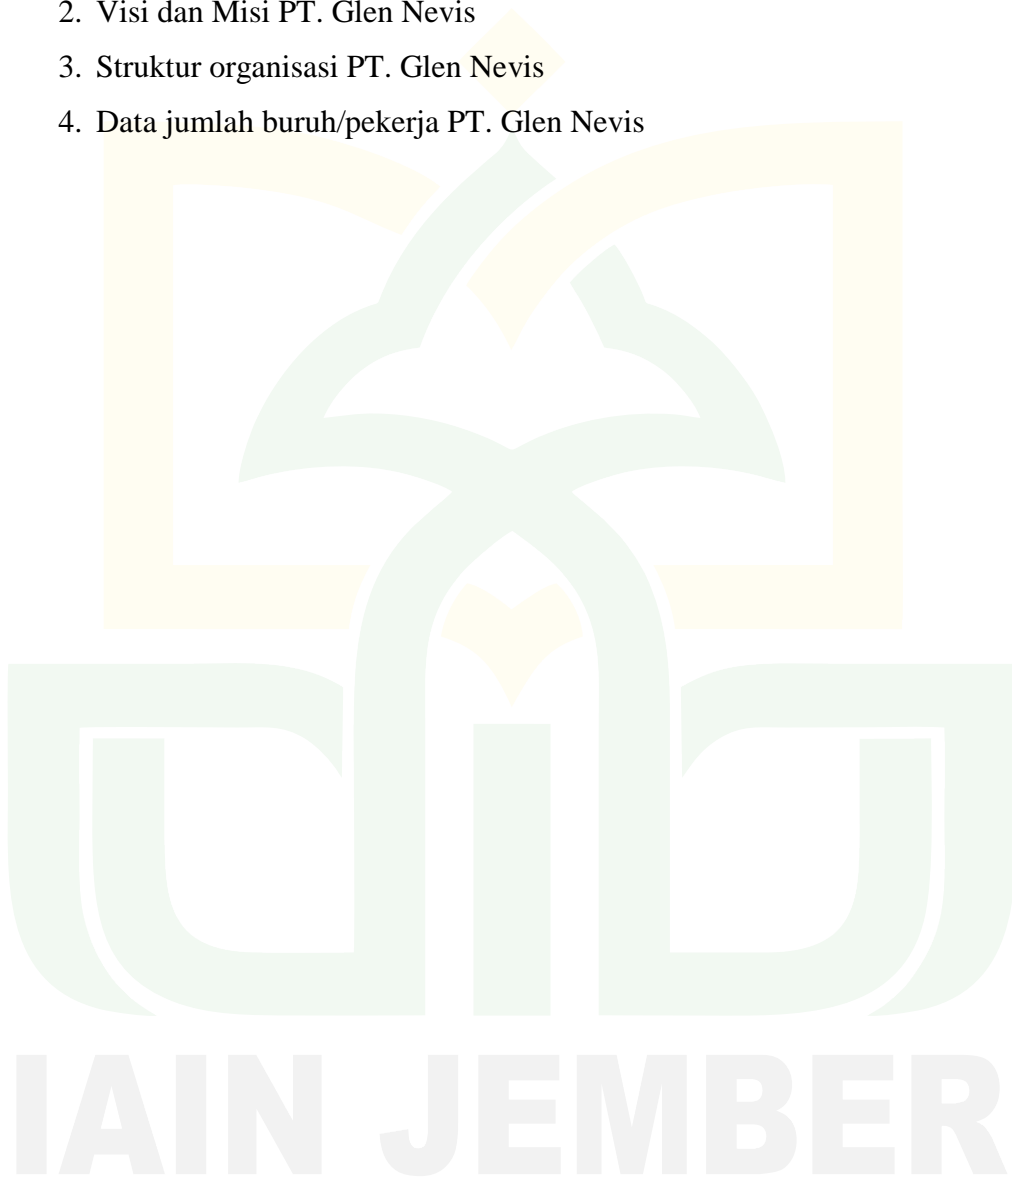 2. Visi dan Misi PT. Glen Nevis
3. Struktur organisasi PT. Glen Nevis
4. Data jumlah buruh/pekerja PT. Glen Nevis
IAIN JEMBER